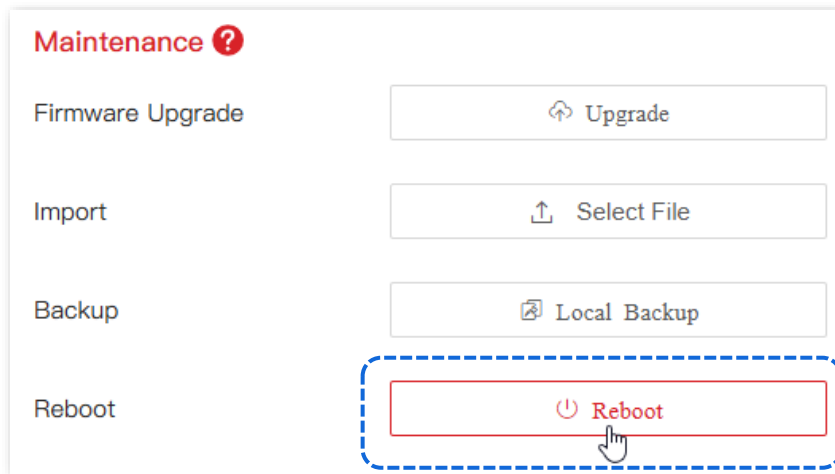 Maintenance ?
Firmware Upgrade Upgrade
Import Select File
Backup Local Backup
Reboot Reboot